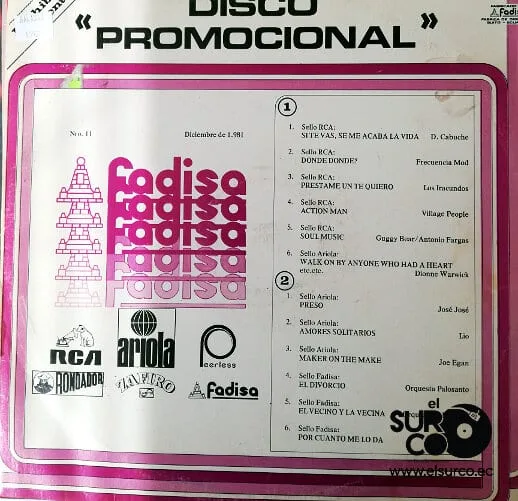 DISCO
« PROMOCIONAL »
Fadisa
Nro. 11
Diciembre de 1.981
fadisa
fadisa
fadisa
fadisa
fadisa
RCA
ariola
Peerless
RONDADOR
Fadisa
1
1. Sello RCA:
SI TE VAS, SE ME ACABA LA VIDA D. Cabuche
2. Sello RCA:
DONDE DONDE? Frecuencia Mod
3. Sello RCA:
PRESTAME UN TE QUIERO Los Iracundos
4. Sello RCA:
ACTION MAN Village People
5. Sello RCA:
SOUL MUSIC Guggy Bear/Antonio Fargas
6. Sello Ariola:
WALK ON BY ANYONE WHO HAD A HEART
etc.etc. Dionne Warwick
2
1. Sello Ariola:
PRESO José José
2. Sello Ariola:
AMORES SOLITARIOS Lio
3. Sello Ariola:
MAKER ON THE MAKE Joe Egan
4. Sello Fadisa:
EL DIVORCIO Orquesta Palosanto
5. Sello Fadisa:
EL VECINO Y LA VECINA
6. Sello Fadisa:
POR CUANTO ME LO DA
el
SURCO
www.elsurco.ec